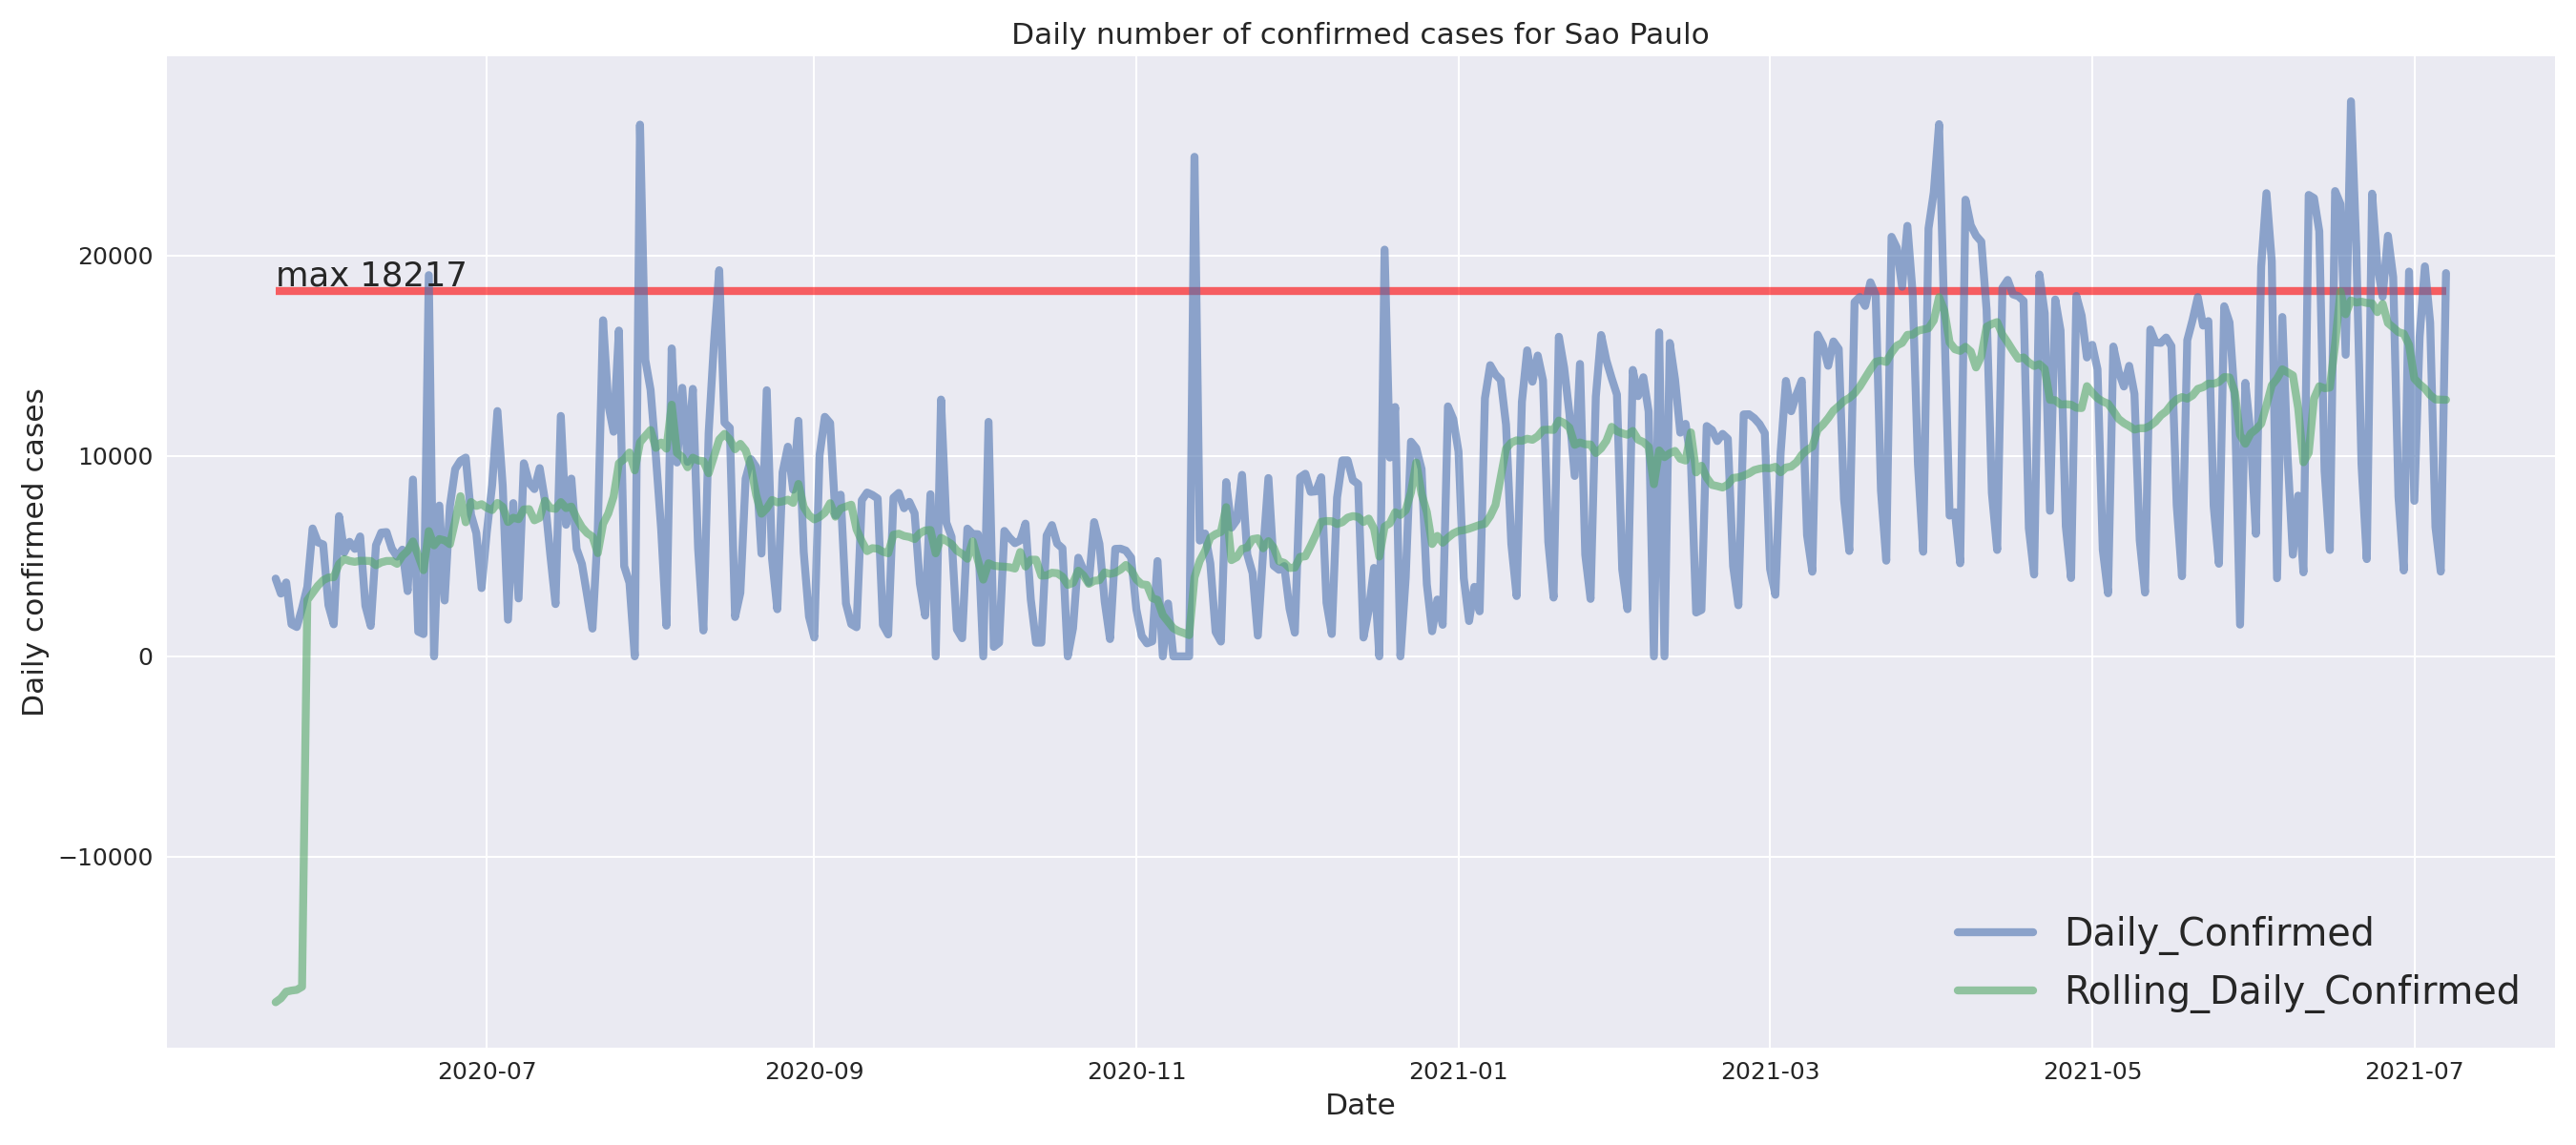 Daily number of confirmed cases for Sao Paulo
Daily confirmed cases
20000
10000
0
−10000
max 18217
Daily_Confirmed
Rolling_Daily_Confirmed
2020-07
2020-09
2020-11
2021-01
2021-03
2021-05
2021-07
Date